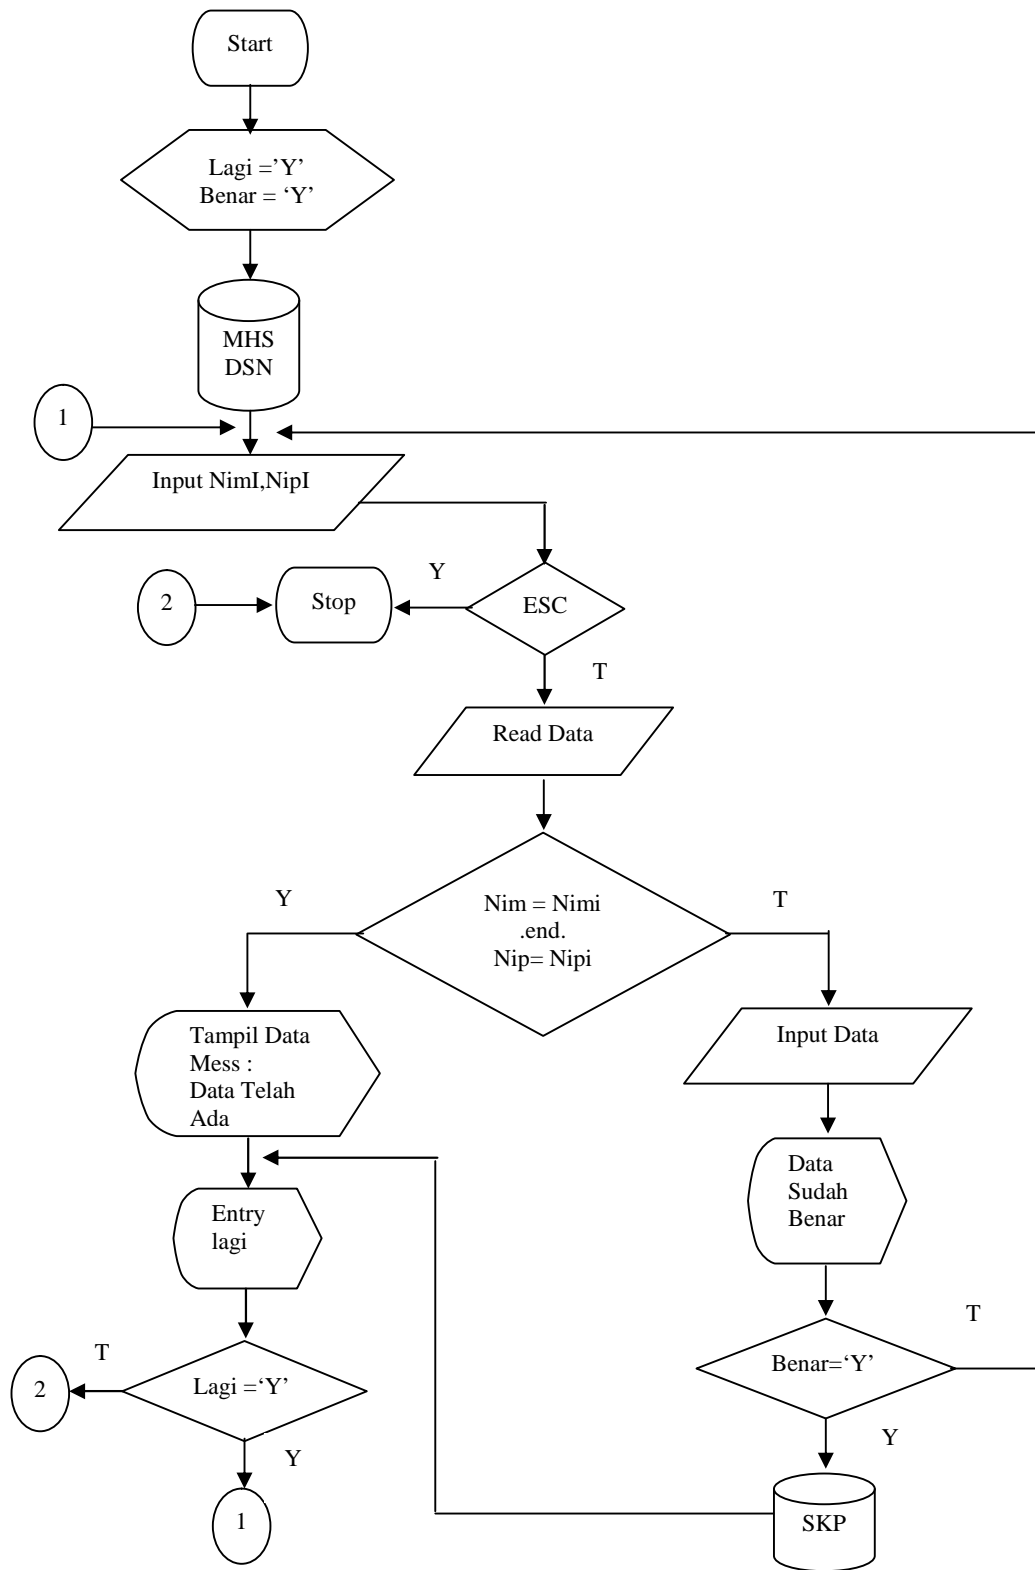 Start
Lagi =’Y’
Benar = ‘Y’
MHS
DSN
1
Input NimI,NipI
Y
2
Stop
ESC
T
Read Data
Y
T
Nim = Nimi
.end.
Nip= Nipi
Tampil Data
Mess :
Data Telah
Ada
Input Data
Data
Sudah
Benar
Entry
lagi
T
T
2
Lagi =‘Y’
Benar=‘Y’
Y
Y
1
SKP